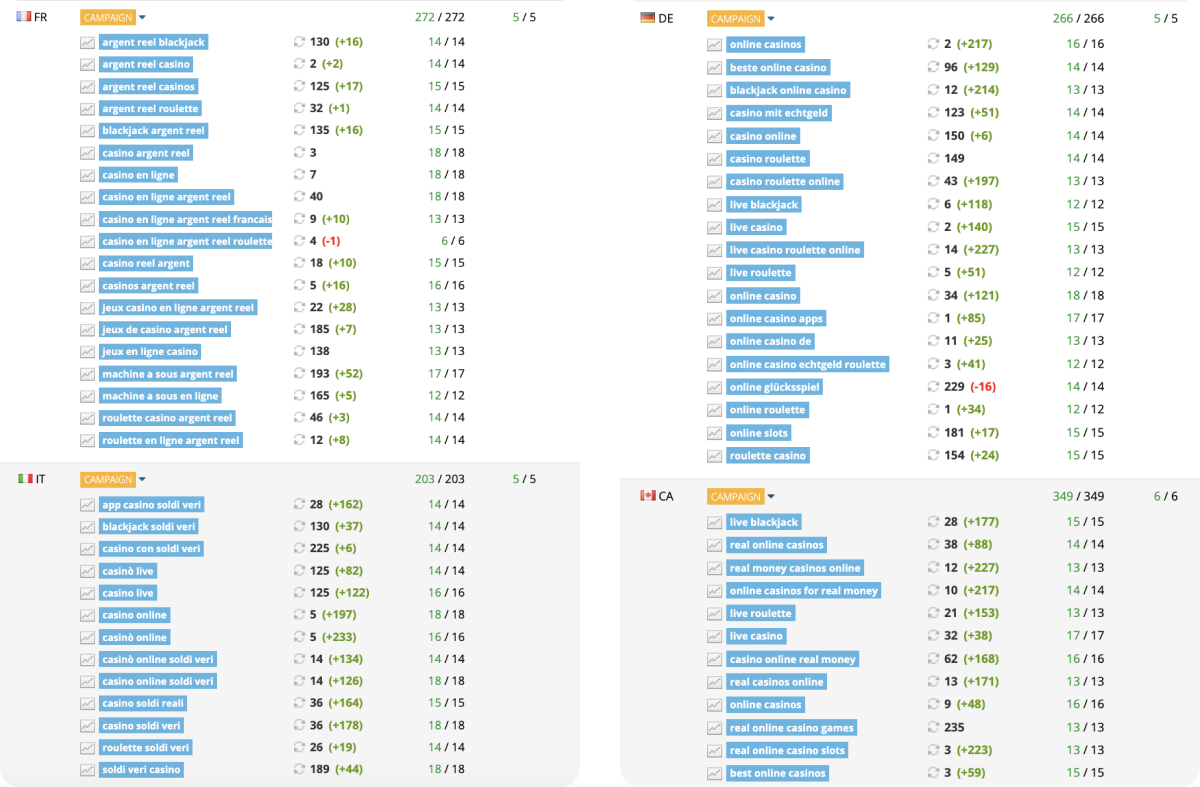 FR CAMPAIGN 272 / 272 5 / 5
argent reel blackjack 130 (+16) 14 / 14
argent reel casino 2 (+2) 14 / 14
argent reel casinos 125 (+17) 15 / 15
argent reel roulette 32 (+1) 14 / 14
blackjack argent reel 135 (+16) 15 / 15
casino argent reel 3 18 / 18
casino en ligne 7 18 / 18
casino en ligne argent reel 40 18 / 18
casino en ligne argent reel francais 9 (+10) 13 / 13
casino en ligne argent reel roulette 4 (-1) 6 / 6
casino reel argent 18 (+10) 15 / 15
casinos argent reel 5 (+16) 16 / 16
jeux casino en ligne argent reel 22 (+28) 13 / 13
jeux de casino argent reel 185 (+7) 13 / 13
jeux en ligne casino 138 13 / 13
machine a sous argent reel 193 (+52) 17 / 17
machine a sous en ligne 165 (+5) 12 / 12
roulette casino argent reel 46 (+3) 14 / 14
roulette en ligne argent reel 12 (+8) 14 / 14
IT CAMPAIGN 203 / 203 5 / 5
app casino soldi veri 28 (+162) 14 / 14
blackjack soldi veri 130 (+37) 14 / 14
casino con soldi veri 225 (+6) 14 / 14
casinò live 125 (+82) 14 / 14
casino live 125 (+122) 16 / 16
casino online 5 (+197) 18 / 18
casinò online 5 (+233) 16 / 16
casinò online soldi veri 14 (+134) 14 / 14
casino online soldi veri 14 (+126) 18 / 18
casino soldi reali 36 (+164) 15 / 15
casino soldi veri 36 (+178) 18 / 18
roulette soldi veri 26 (+19) 14 / 14
soldi veri casino 189 (+44) 18 / 18
DE CAMPAIGN 266 / 266 5 / 5
online casinos 2 (+217) 16 / 16
beste online casino 96 (+129) 14 / 14
blackjack online casino 12 (+214) 13 / 13
casino mit echtgeld 123 (+51) 14 / 14
casino online 150 (+6) 14 / 14
casino roulette 149 14 / 14
casino roulette online 43 (+197) 13 / 13
live blackjack 6 (+118) 12 / 12
live casino 2 (+140) 15 / 15
live casino roulette online 14 (+227) 13 / 13
live roulette 5 (+51) 12 / 12
online casino 34 (+121) 18 / 18
online casino apps 1 (+85) 17 / 17
online casino de 11 (+25) 13 / 13
online casino echtgeld roulette 3 (+41) 12 / 12
online glücksspiel 229 (-16) 14 / 14
online roulette 1 (+34) 12 / 12
online slots 181 (+17) 15 / 15
roulette casino 154 (+24) 15 / 15
CA CAMPAIGN 349 / 349 6 / 6
live blackjack 28 (+177) 15 / 15
real online casinos 38 (+88) 14 / 14
real money casinos online 12 (+227) 13 / 13
online casinos for real money 10 (+217) 14 / 14
live roulette 21 (+153) 13 / 13
live casino 32 (+38) 17 / 17
casino online real money 62 (+168) 16 / 16
real casinos online 13 (+171) 13 / 13
online casinos 9 (+48) 16 / 16
real online casino games 235 13 / 13
real online casino slots 3 (+223) 13 / 13
best online casinos 3 (+59) 15 / 15